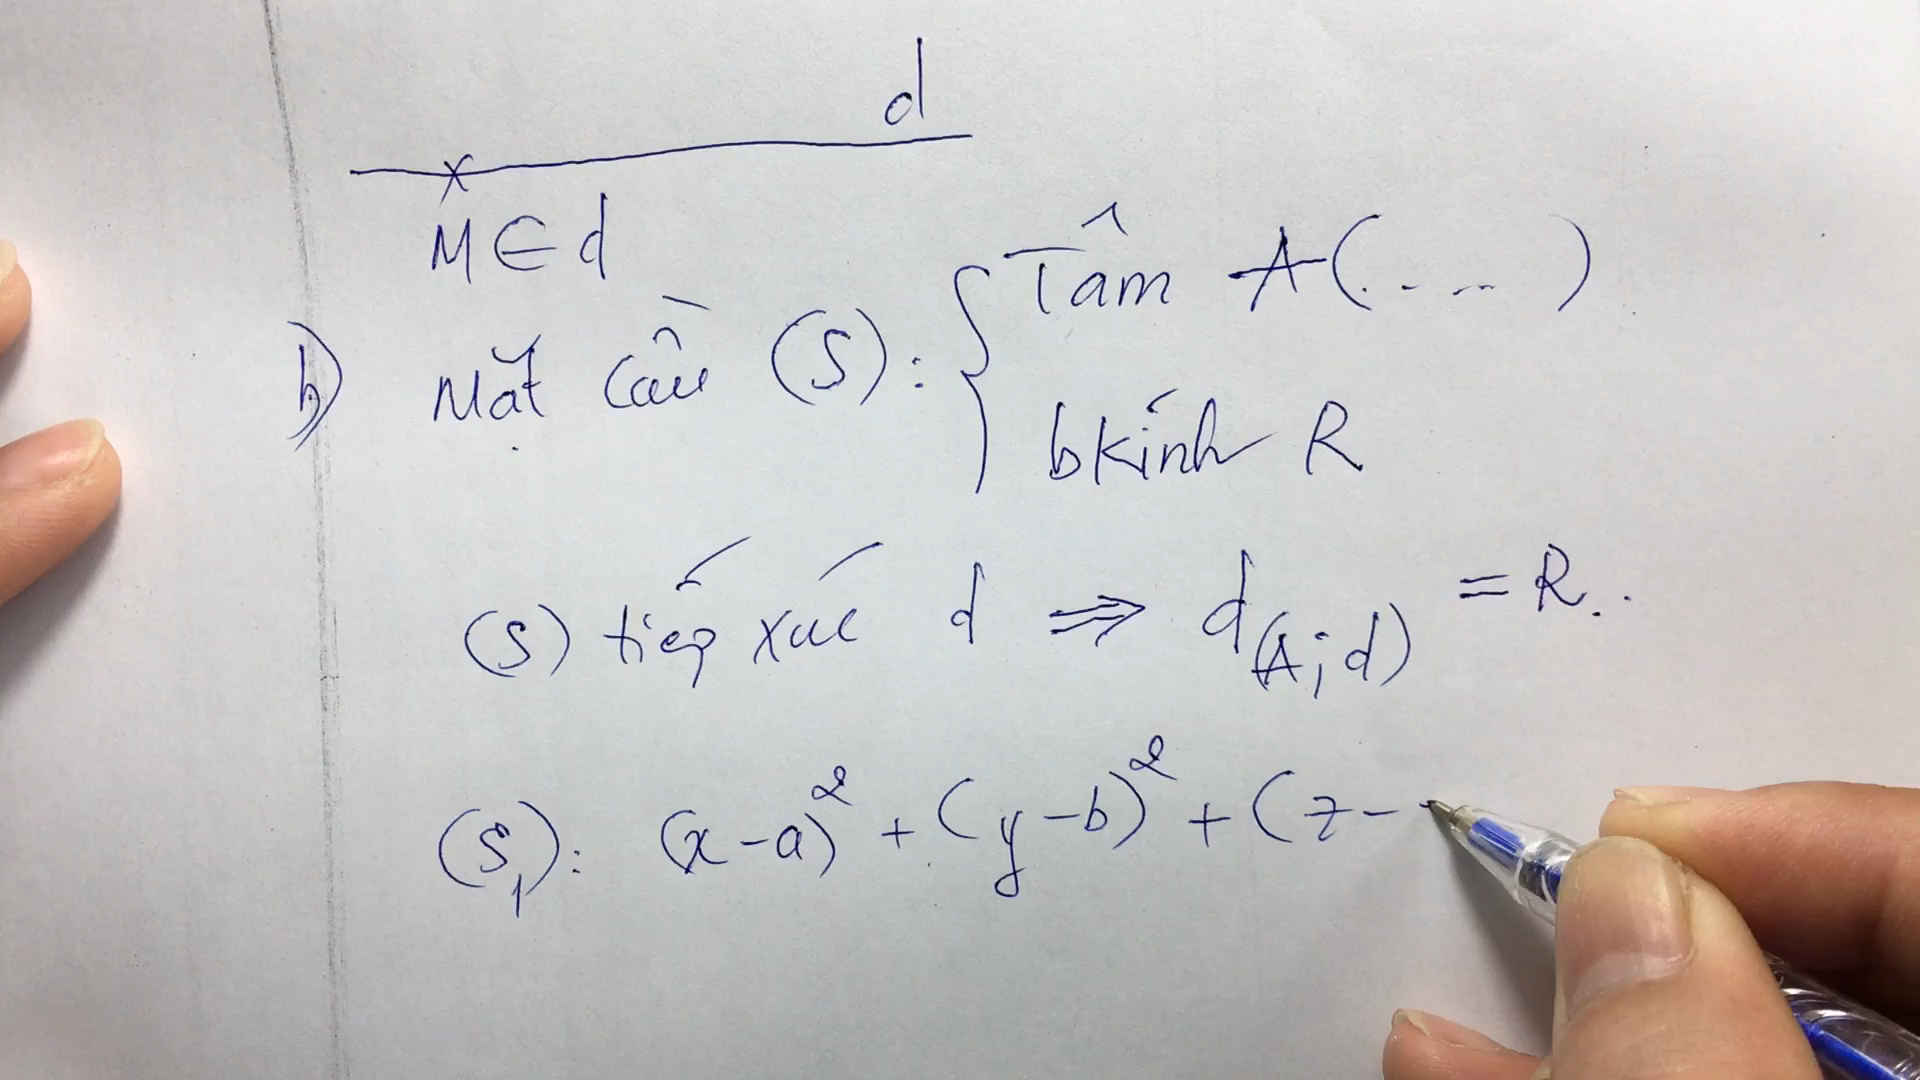 d
x
M ∈ d
b) Mặt cầu (S): { Tâm A(. . . . )
bkính R
(S) tiếp xúc d ⇒ d(A; d) = R..
(S₁): (x - a)² + (y - b)² + (z -